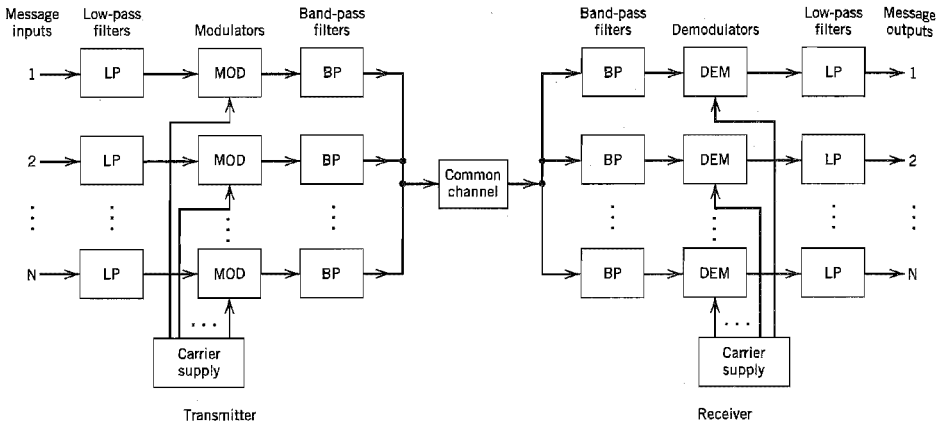 Message inputs
Low-pass filters
Modulators
Band-pass filters
Band-pass filters
Demodulators
Low-pass filters
Message outputs
1
LP
MOD
BP
BP
DEM
LP
1
2
LP
MOD
BP
Common channel
BP
DEM
LP
2
N
LP
MOD
BP
BP
DEM
LP
N
Carrier supply
Carrier supply
Transmitter
Receiver